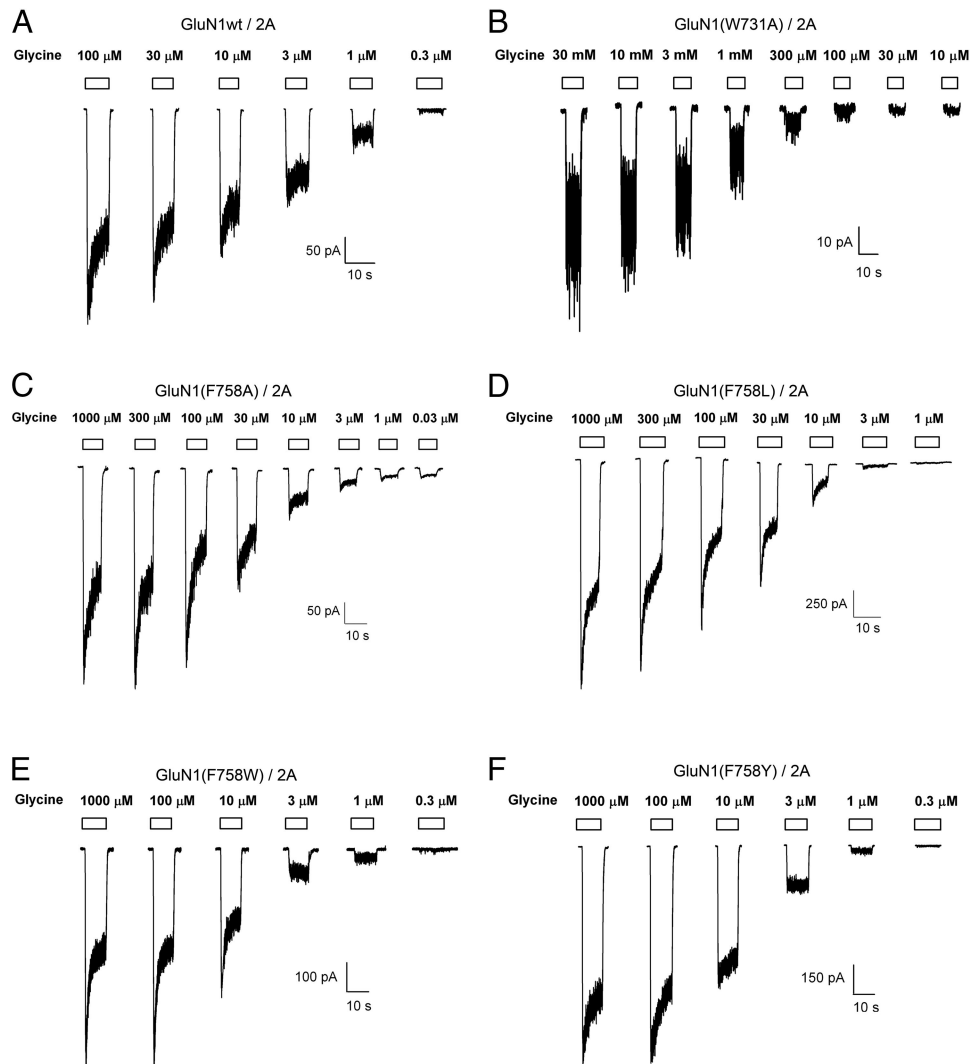 A
GluN1wt / 2A
Glycine 100 μM 30 μM 10 μM 3 μM 1 μM 0.3 μM
50 pA
10 s
B
GluN1(W731A) / 2A
Glycine 30 mM 10 mM 3 mM 1 mM 300 μM 100 μM 30 μM 10 μM
10 pA
10 s
C
GluN1(F758A) / 2A
Glycine 1000 μM 300 μM 100 μM 30 μM 10 μM 3 μM 1 μM 0.03 μM
50 pA
10 s
D
GluN1(F758L) / 2A
Glycine 1000 μM 300 μM 100 μM 30 μM 10 μM 3 μM 1 μM
250 pA
10 s
E
GluN1(F758W) / 2A
Glycine 1000 μM 100 μM 10 μM 3 μM 1 μM 0.3 μM
100 pA
10 s
F
GluN1(F758Y) / 2A
Glycine 1000 μM 100 μM 10 μM 3 μM 1 μM 0.3 μM
150 pA
10 s